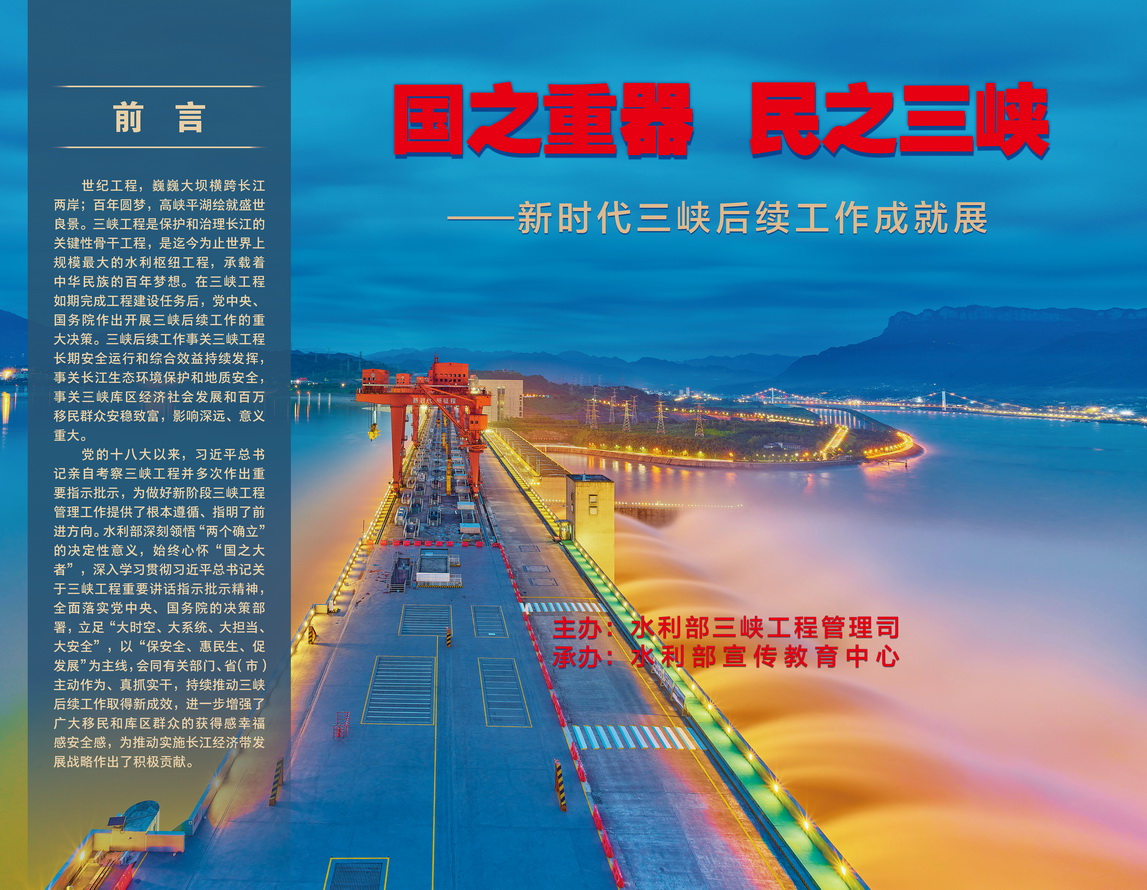 前 言
世纪工程，巍巍大坝横跨长江
两岸；百年圆梦，高峡平湖绘就盛世
良景。三峡工程是保护和治理长江的
关键性骨干工程，是迄今为止世界上
规模最大的水利枢纽工程，承载着
中华民族的百年梦想。在三峡工程
如期完成工程建设任务后，党中央、
国务院作出开展三峡后续工作的重
大决策。三峡后续工作事关三峡工程
长期安全运行和综合效益持续发挥，
事关长江生态环境保护和地质安全，
事关三峡库区经济社会发展和百万
移民群众安稳致富，影响深远、意义
重大。
党的十八大以来，习近平总书
记亲自考察三峡工程并多次作出重
要指示批示，为做好新阶段三峡工程
管理工作提供了根本遵循、指明了前
进方向。水利部深刻领悟“两个确立”
的决定性意义，始终心怀“国之大
者”，深入学习贯彻习近平总书记关
于三峡工程重要讲话指示批示精神，
全面落实党中央、国务院的决策部
署，立足“大时空、大系统、大担当、
大安全”，以“保安全、惠民生、促
发展”为主线，会同有关部门、省（市）
主动作为、真抓实干，持续推动三峡
后续工作取得新成效，进一步增强了
广大移民和库区群众的获得感幸福
感安全感，为推动实施长江经济带发
展战略作出了积极贡献。
国之重器 民之三峡
——新时代三峡后续工作成就展
主办：水利部三峡工程管理司
承办：水利部宣传教育中心